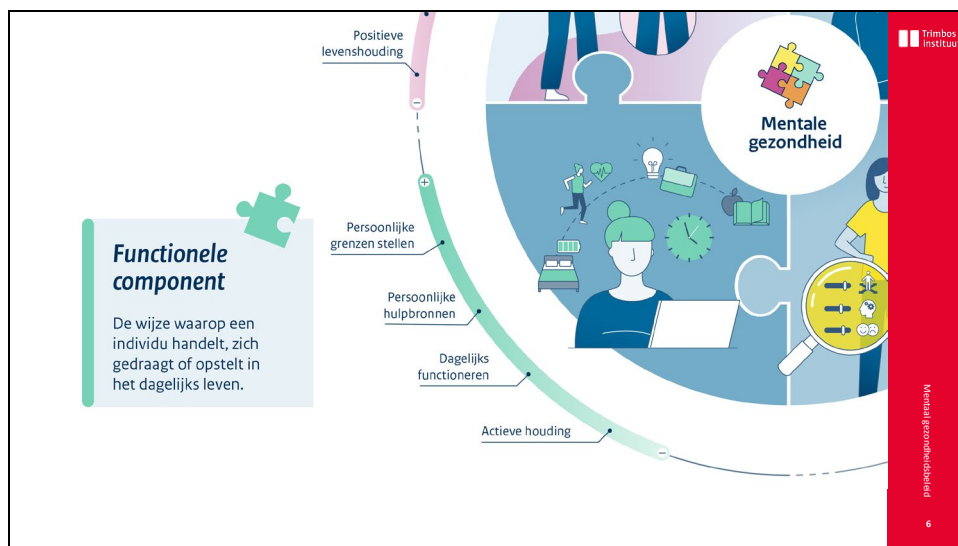 Positieve
levenshouding
Mentale
gezondheid
Functionele
component
De wijze waarop een
individu handelt, zich
gedraagt of opstelt in
het dagelijks leven.
Persoonlijke
grenzen stellen
Persoonlijke
hulpbronnen
Dagelijks
functioneren
Actieve houding
Trimbos
instituut
Mentaal gezondheidsbeleid
6